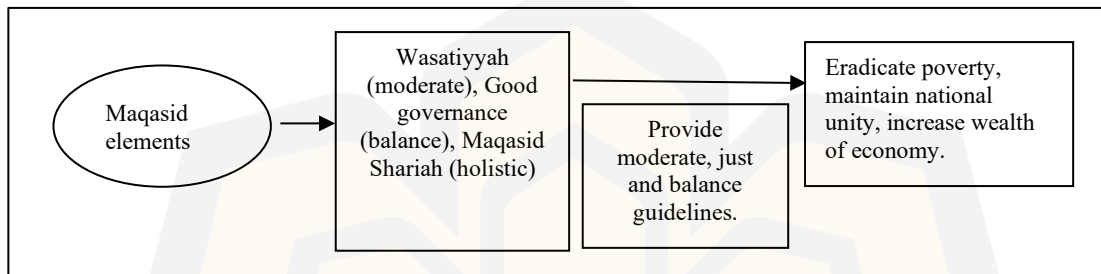 Maqasid
elements
Wasatiyyah
(moderate), Good
governance
(balance), Maqasid
Shariah (holistic)
Provide
moderate, just
and balance
guidelines.
Eradicate poverty,
maintain national
unity, increase wealth
of economy.